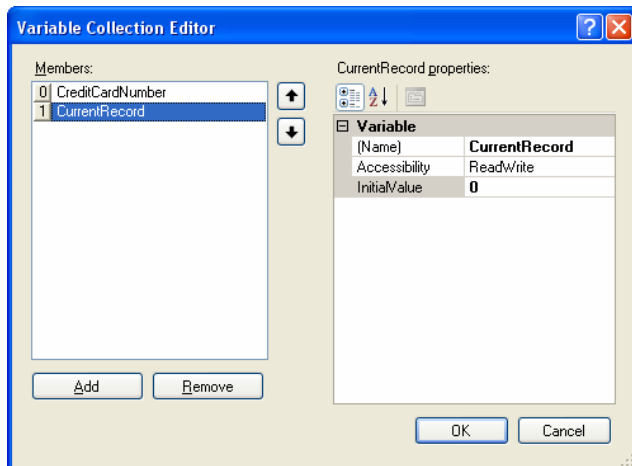 Variable Collection Editor
Members:
0 CreditCardNumber
1 CurrentRecord
Add
Remove
CurrentRecord properties:
Variable
(Name) CurrentRecord
Accessibility ReadWrite
InitialValue 0
OK
Cancel